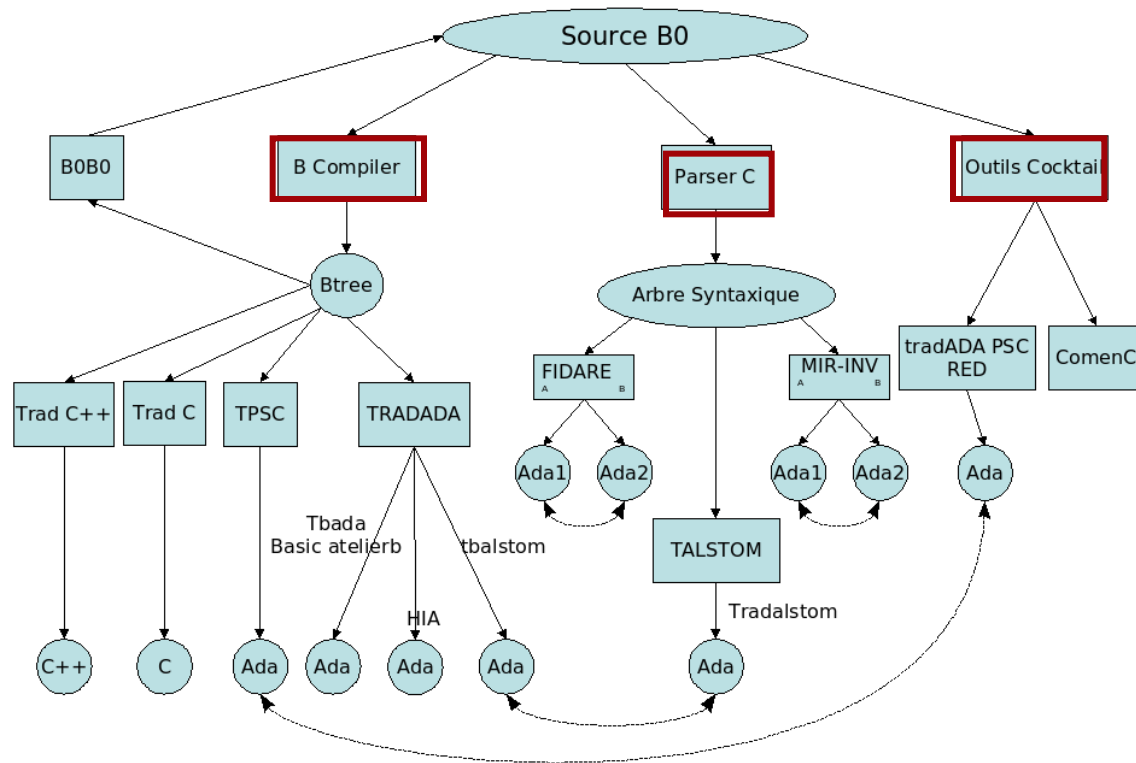 Source B0
B0B0
B Compiler
Parser C
Outils Cocktail
Btree
Arbre Syntaxique
FIDARE
A B
MIR-INV
A B
tradADA PSC
RED
ComenC
Trad C++
Trad C
TPSC
TRADADA
Ada1
Ada2
Ada1
Ada2
Ada
Tbada
Basic atelierb
tbalstom
TALSTOM
HIA
Tradalstom
C++
C
Ada
Ada
Ada
Ada
Ada